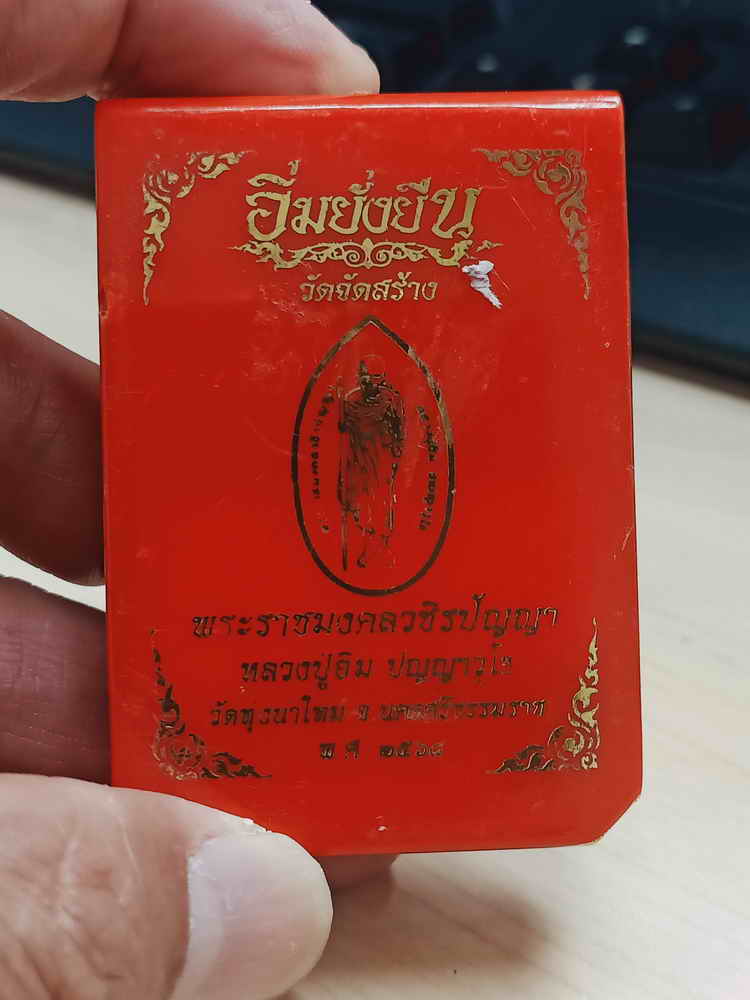 อิ่มยั่งยืน
วัดจัดสร้าง
พระราชมงคลวชิรปัญญา
หลวงปู่อิ่ม ปญฺญาวุโธ
วัดทุ่งนาใหม่ จ.นครศรีธรรมราช
พ.ศ. ๒๕๖๘